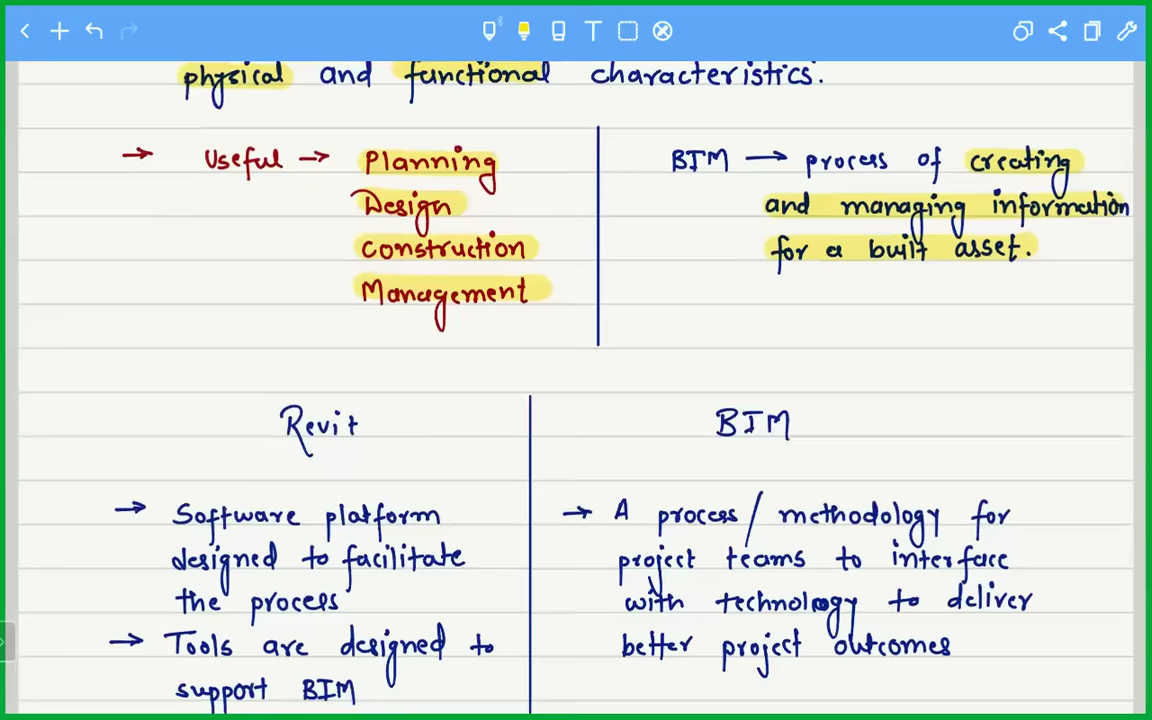 physical and functional characteristics.
→ Useful → Planning
Design
Construction
Management
BIM → process of creating
and managing information
for a built asset.
Revit
→ Software platform
designed to facilitate
the process
→ Tools are designed to
support BIM
BIM
→ A process/methodology for
project teams to interface
with technology to deliver
better project outcomes